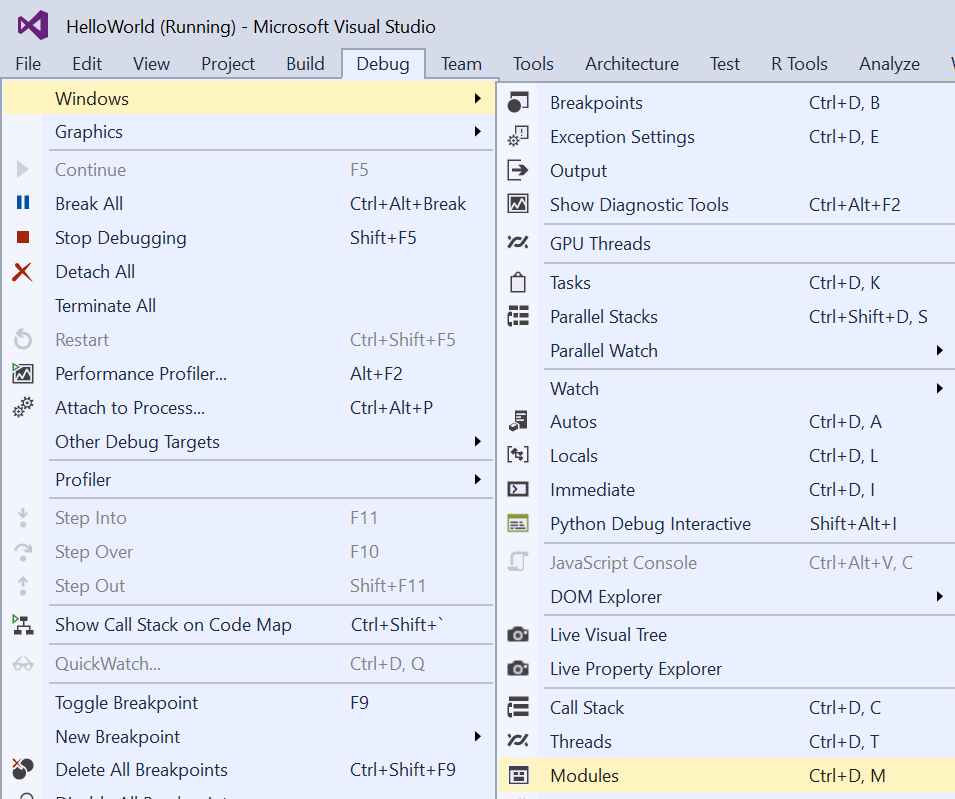 HelloWorld (Running) - Microsoft Visual Studio
File Edit View Project Build Debug Team Tools Architecture Test R Tools Analyze
Windows
Graphics
Continue F5
Break All Ctrl+Alt+Break
Stop Debugging Shift+F5
Detach All
Terminate All
Restart Ctrl+Shift+F5
Performance Profiler... Alt+F2
Attach to Process... Ctrl+Alt+P
Other Debug Targets
Profiler
Step Into F11
Step Over F10
Step Out Shift+F11
Show Call Stack on Code Map Ctrl+Shift+`
QuickWatch... Ctrl+D, Q
Toggle Breakpoint F9
New Breakpoint
Delete All Breakpoints Ctrl+Shift+F9
Breakpoints Ctrl+D, B
Exception Settings Ctrl+D, E
Output
Show Diagnostic Tools Ctrl+Alt+F2
GPU Threads
Tasks Ctrl+D, K
Parallel Stacks Ctrl+Shift+D, S
Parallel Watch
Watch
Autos Ctrl+D, A
Locals Ctrl+D, L
Immediate Ctrl+D, I
Python Debug Interactive Shift+Alt+I
JavaScript Console Ctrl+Alt+V, C
DOM Explorer
Live Visual Tree
Live Property Explorer
Call Stack Ctrl+D, C
Threads Ctrl+D, T
Modules Ctrl+D, M